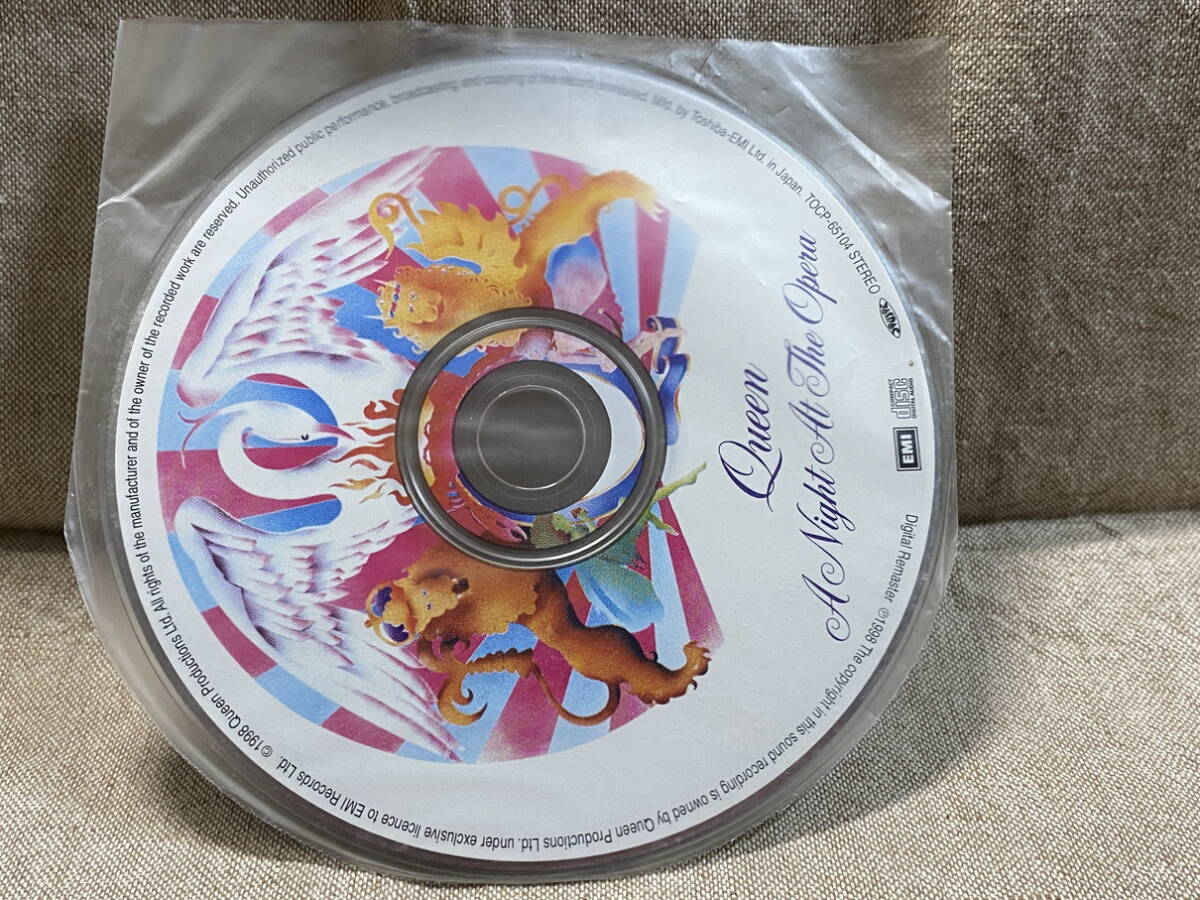 Queen
A Night At The Opera
EMI
COMPACT
disc
DIGITAL AUDIO
Digital Remaster ℗1998 The copyright in this sound recording is owned by Queen Productions Ltd. under exclusive licence to EMI Records Ltd. ©1998 Queen Productions Ltd. All rights of the manufacturer and of the owner of the recorded work are reserved. Unauthorized public performance, broadcasting and copying of this record prohibited. Mfd. by Toshiba-EMI Ltd. in Japan. TOCP-65104 STEREO